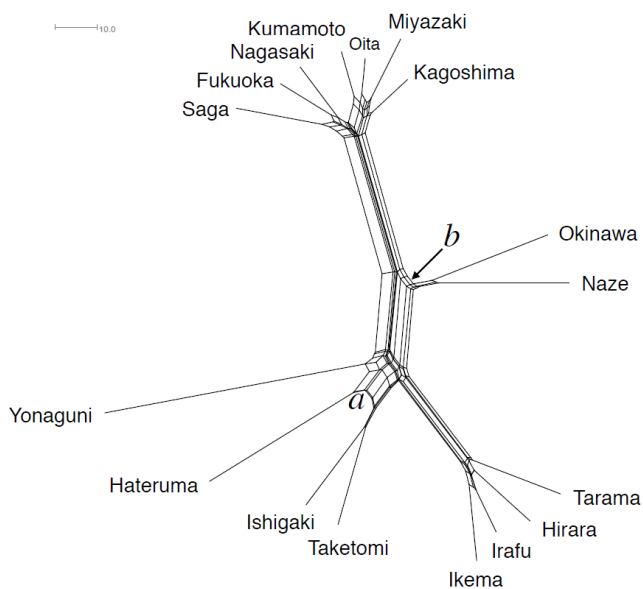 10.0
Kumamoto
Miyazaki
Nagasaki
Oita
Fukuoka
Kagoshima
Saga
b
Okinawa
Naze
Yonaguni
a
Hateruma
Ishigaki
Taketomi
Tarama
Hirara
Irafu
Ikema